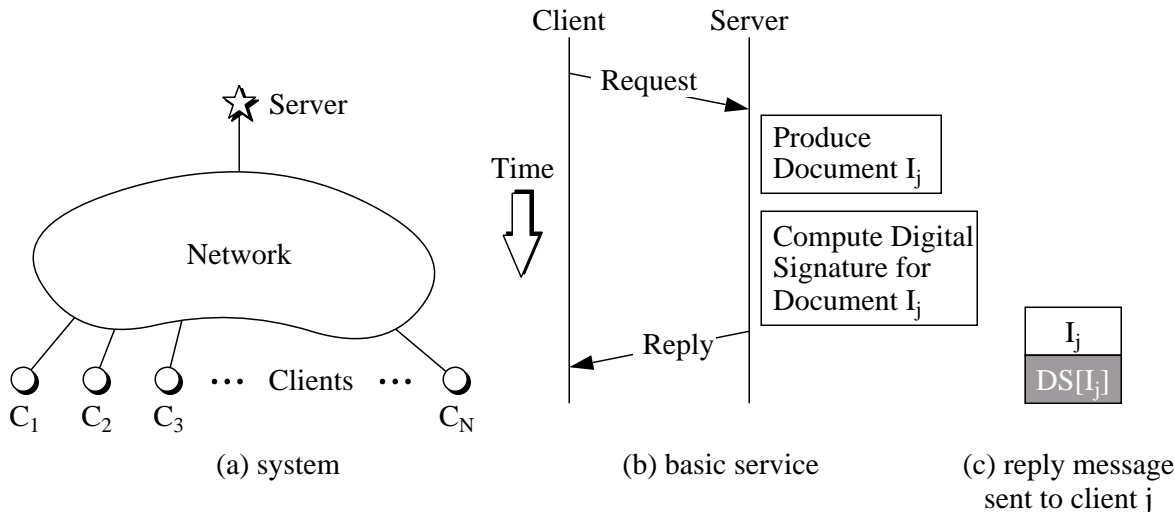 Server
Network
··· Clients ···
C1 C2 C3 CN
(a) system
Client Server
Request
Produce
Document Ij
Time
Compute Digital
Signature for
Document Ij
Reply
(b) basic service
Ij
DS[Ij]
(c) reply message
sent to client j